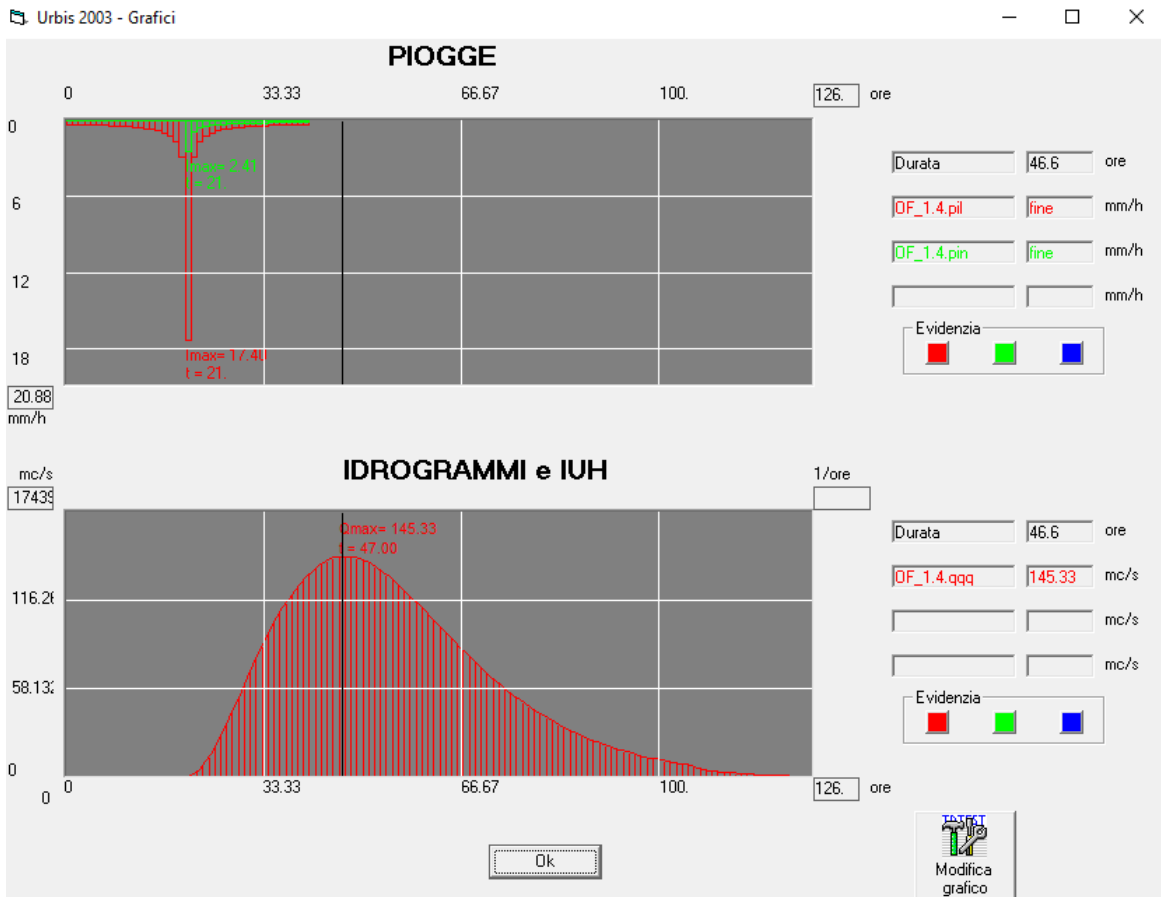 Urbis 2003 - Grafici
PIOGGE
0 33.33 66.67 100. 126. ore
0
6
12
18
20.88
mm/h
Imax= 2.41
t = 21.
Imax= 17.40
t = 21.
Durata 46.6 ore
OF_1.4.pil fine mm/h
OF_1.4.pin fine mm/h
mm/h
Evidenzia
mc/s
17439
IDROGRAMMI e IUH
1/ore
Qmax= 145.33
t = 47.00
116.26
58.132
0
0
0 33.33 66.67 100. 126. ore
Durata 46.6 ore
OF_1.4.qqq 145.33 mc/s
mc/s
mc/s
Evidenzia
Ok
Modifica
grafico